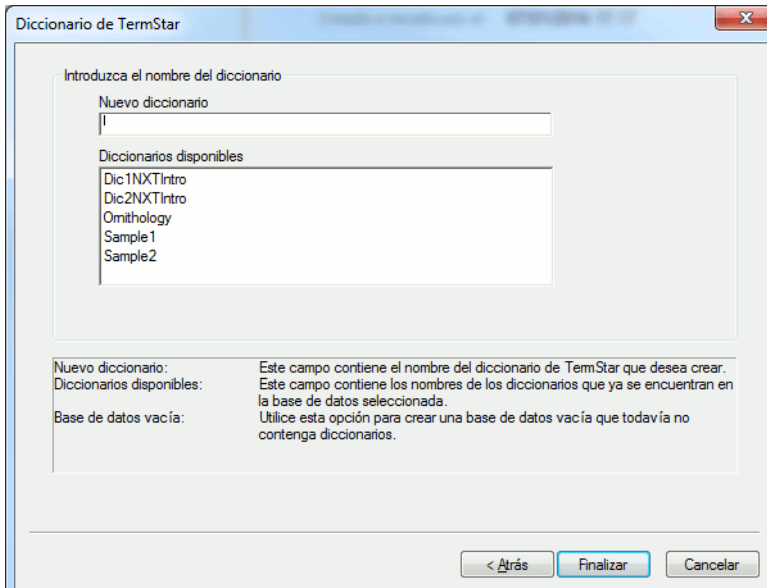 Diccionario de TermStar
Introduzca el nombre del diccionario
Nuevo diccionario
Diccionarios disponibles
Dic1NXTIntro
Dic2NXTIntro
Ornithology
Sample1
Sample2
Nuevo diccionario: Este campo contiene el nombre del diccionario de TermStar que desea crear.
Diccionarios disponibles: Este campo contiene los nombres de los diccionarios que ya se encuentran en
la base de datos seleccionada.
Base de datos vacía: Utilice esta opción para crear una base de datos vacía que todavía no
contenga diccionarios.
< Atrás Finalizar Cancelar